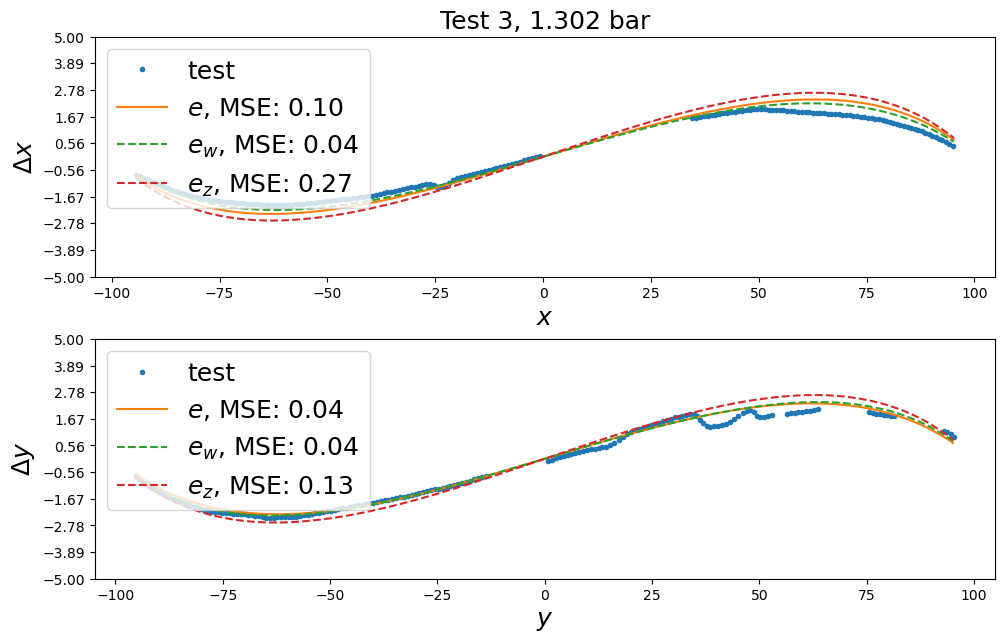 Test 3, 1.302 bar
5.00
3.89
2.78
1.67
0.56
−0.56
−1.67
−2.78
−3.89
−5.00
Δx
test
e, MSE: 0.10
e_w, MSE: 0.04
e_z, MSE: 0.27
−100 −75 −50 −25 0 25 50 75 100
x
5.00
3.89
2.78
1.67
0.56
−0.56
−1.67
−2.78
−3.89
−5.00
Δy
test
e, MSE: 0.04
e_w, MSE: 0.04
e_z, MSE: 0.13
−100 −75 −50 −25 0 25 50 75 100
y